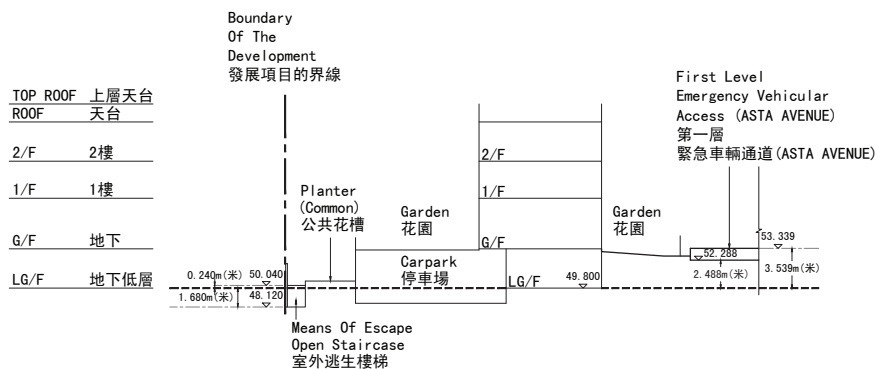 Boundary
Of The
Development
發展項目的界線
First Level
Emergency Vehicular
Access (ASTA AVENUE)
第一層
緊急車輛通道(ASTA AVENUE)
TOP ROOF 上層天台
ROOF 天台
2/F 2樓
1/F 1樓
G/F 地下
LG/F 地下低層
2/F
1/F
G/F
LG/F
Planter
(Common)
公共花槽
Garden
花園
Carpark
停車場
Garden
花園
0.240m(米)
50.040
1.680m(米)
48.120
49.800
52.288
53.339
2.488m(米)
3.539m(米)
Means Of Escape
Open Staircase
室外逃生樓梯